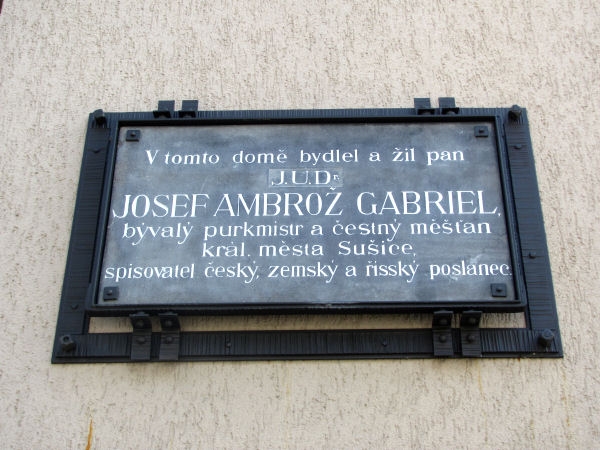 V tomto domě bydlel a žil pan
J.U.Dr.
JOSEF AMBROŽ GABRIEL,
bývalý purkmistr a čestný měšťan
král. města Sušice,
spisovatel český, zemský a říšský poslanec.